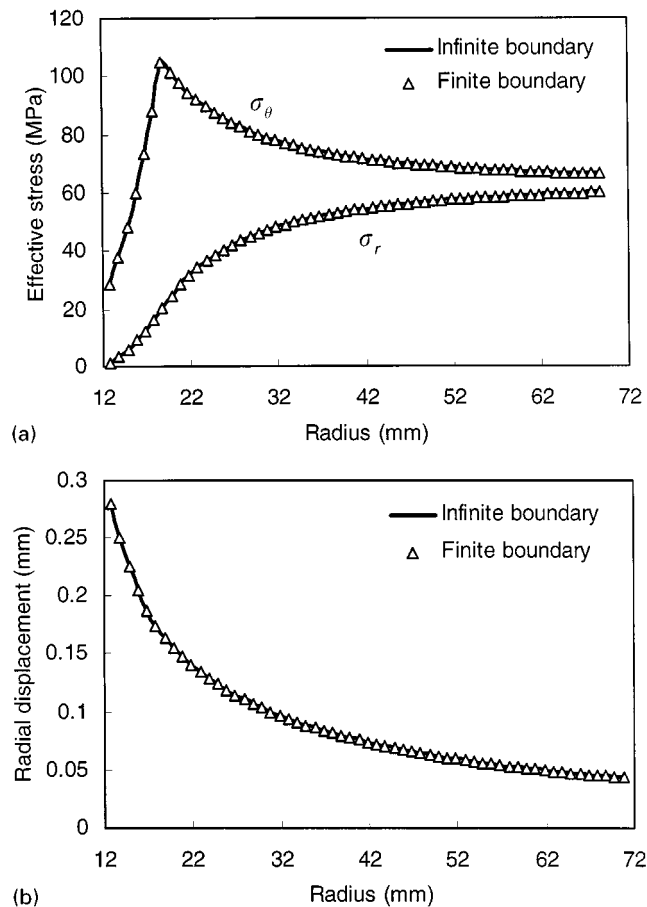 120
100
80
60
40
20
0
Effective stress (MPa)
Infinite boundary
Finite boundary
σθ
σr
12 22 32 42 52 62 72
Radius (mm)
(a)
0.3
0.25
0.2
0.15
0.1
0.05
0
Radial displacement (mm)
Infinite boundary
Finite boundary
12 22 32 42 52 62 72
Radius (mm)
(b)